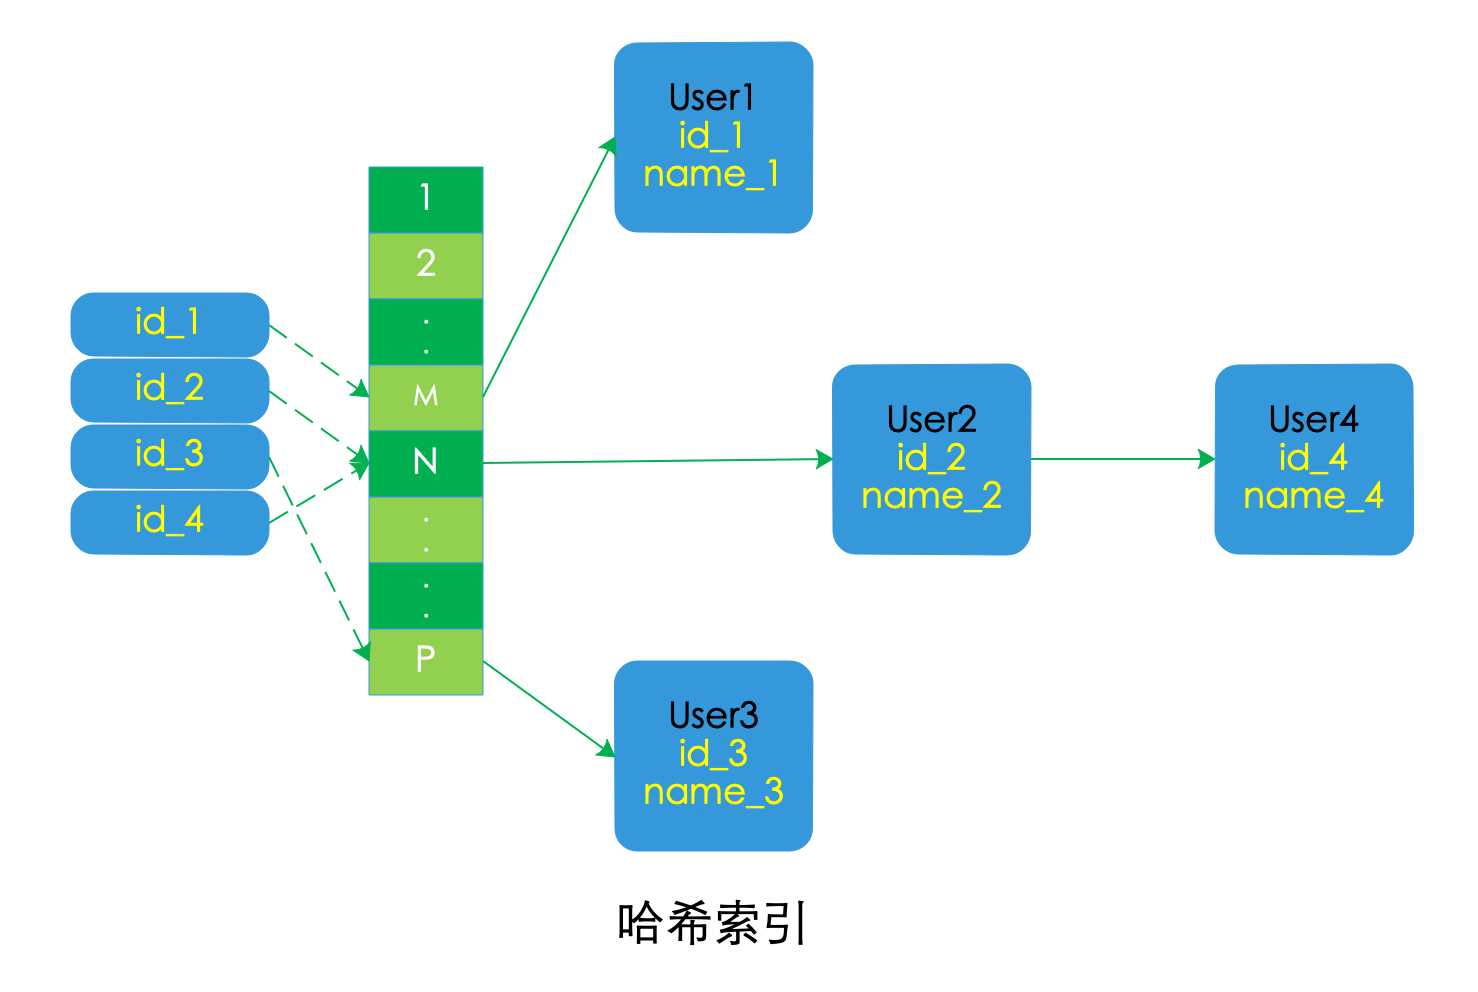 id_1
id_2
id_3
id_4
1
2
:
M
N
:
:
P
User1
id_1
name_1
User2
id_2
name_2
User4
id_4
name_4
User3
id_3
name_3
哈希索引